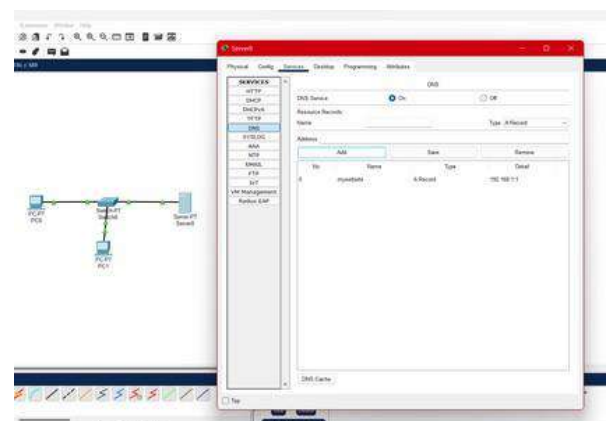 Extensions Window Help
Server0
Physical Config Services Desktop Programming Attributes
SERVICES
HTTP
DHCP
DHCPv6
TFTP
DNS
SYSLOG
AAA
NTP
EMAIL
FTP
IoT
VM Management
Radius EAP
DNS
DNS Service On Off
Resource Records
Name Type A Record
Address
Add Save Remove
No. Name Type Detail
0 A Record 192.168.1.1
DNS Cache
Top
PC-PT
PC0
Switch-PT
Switch0
Server-PT
Server0
PC-PT
PC1